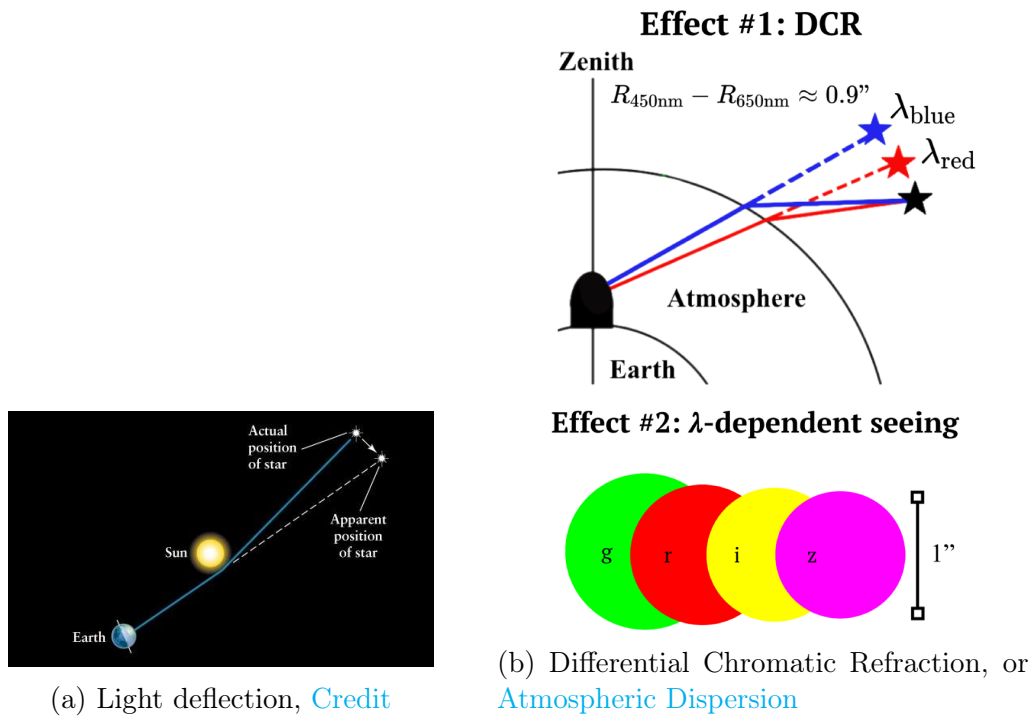 Effect #1: DCR
Zenith
R450nm − R650nm ≈ 0.9”
λblue
λred
Atmosphere
Earth
Actual
position
of star
Apparent
position
of star
Sun
Earth
(a) Light deflection, Credit
Effect #2: λ-dependent seeing
g r i z
1”
(b) Differential Chromatic Refraction, or
Atmospheric Dispersion